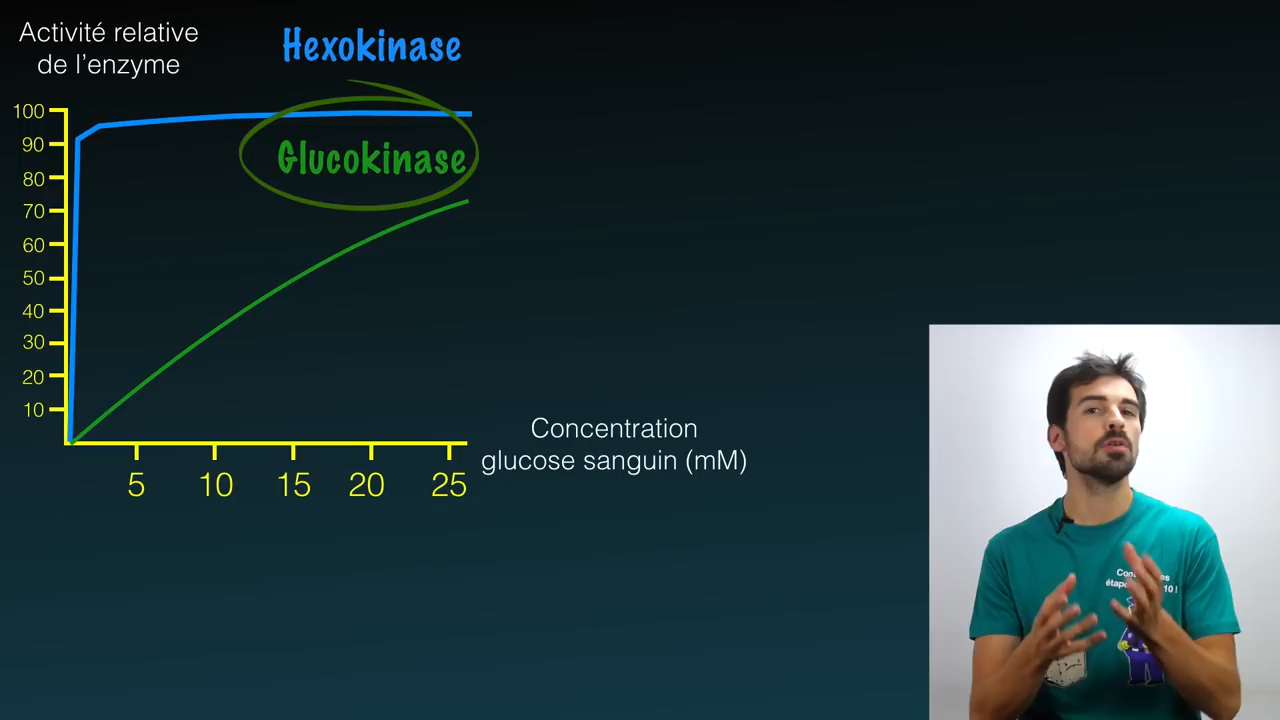 Activité relative
de l'enzyme
Hexokinase
Glucokinase
100
90
80
70
60
50
40
30
20
10
5 10 15 20 25
Concentration
glucose sanguin (mM)
10 !